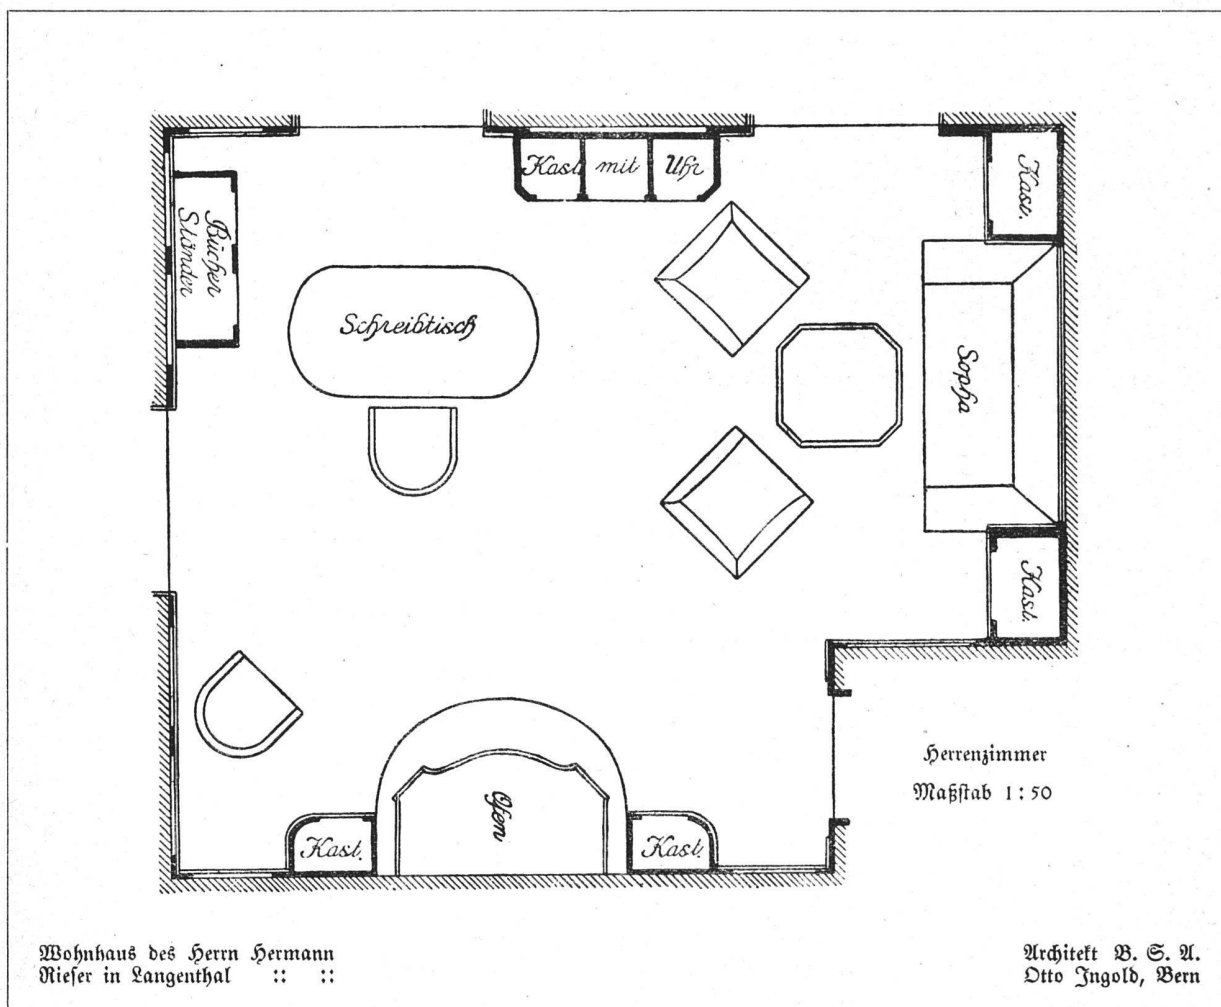 Kast. mit Uhr
Kast.
Bücher
Ständer
Schreibtisch
Sopha
Kast.
Herrenzimmer
Maßstab 1 : 50
Ofen
Kast.
Kast.
Wohnhaus des Herrn Hermann
Rieser in Langenthal :: ::
Architekt B. S. A.
Otto Ingold, Bern